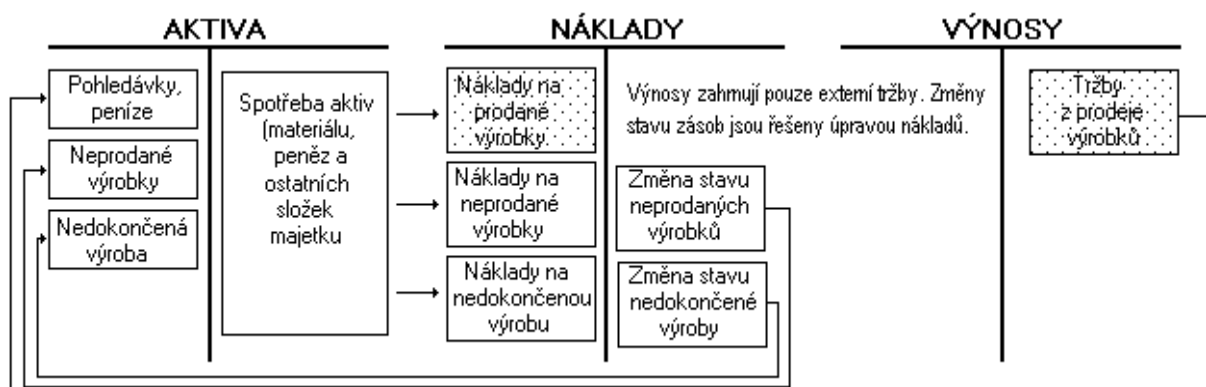 AKTIVA
NÁKLADY
VÝNOSY
Pohledávky,
peníze
Neprodané
výrobky
Nedokončená
výroba
Spotřeba aktiv
(materiálu,
peněz a
ostatních
složek
majetku
Náklady na
prodané
výrobky
Náklady na
neprodané
výrobky
Náklady na
nedokončenou
výrobu
Výnosy zahrnují pouze externí tržby. Změny
stavu zásob jsou řešeny úpravou nákladů.
Změna stavu
neprodaných
výrobků
Změna stavu
nedokončené
výroby
Tržby
z prodeje
výrobků